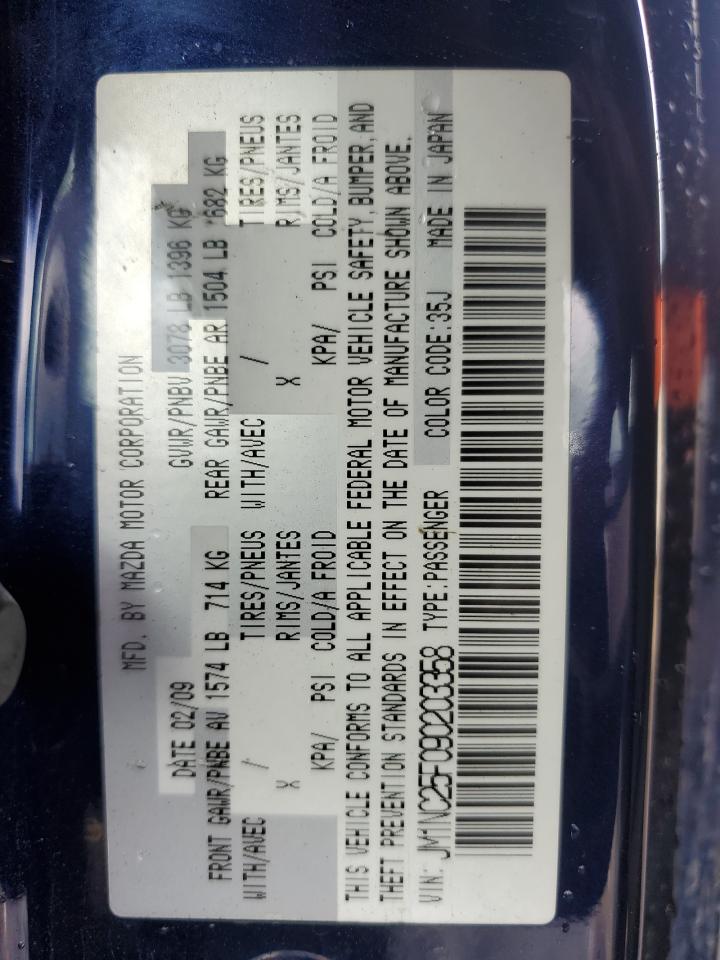 MFD. BY MAZDA MOTOR CORPORATION
DATE 02/09 GVWR/PNBV 3078 LB 1396 KG
FRONT GAWR/PNBE AV 1574 LB 714 KG REAR GAWR/PNBE AR 1504 LB 682 KG
WITH/AVEC / TIRES/PNEUS WITH/AVEC / TIRES/PNEUS
X RIMS/JANTES X RIMS/JANTES
KPA/ PSI COLD/A FROID KPA/ PSI COLD/A FROID
THIS VEHICLE CONFORMS TO ALL APPLICABLE FEDERAL MOTOR VEHICLE SAFETY, BUMPER, AND
THEFT PREVENTION STANDARDS IN EFFECT ON THE DATE OF MANUFACTURE SHOWN ABOVE.
VIN: JM1NC25F090203358 TYPE:PASSENGER COLOR CODE:35J MADE IN JAPAN